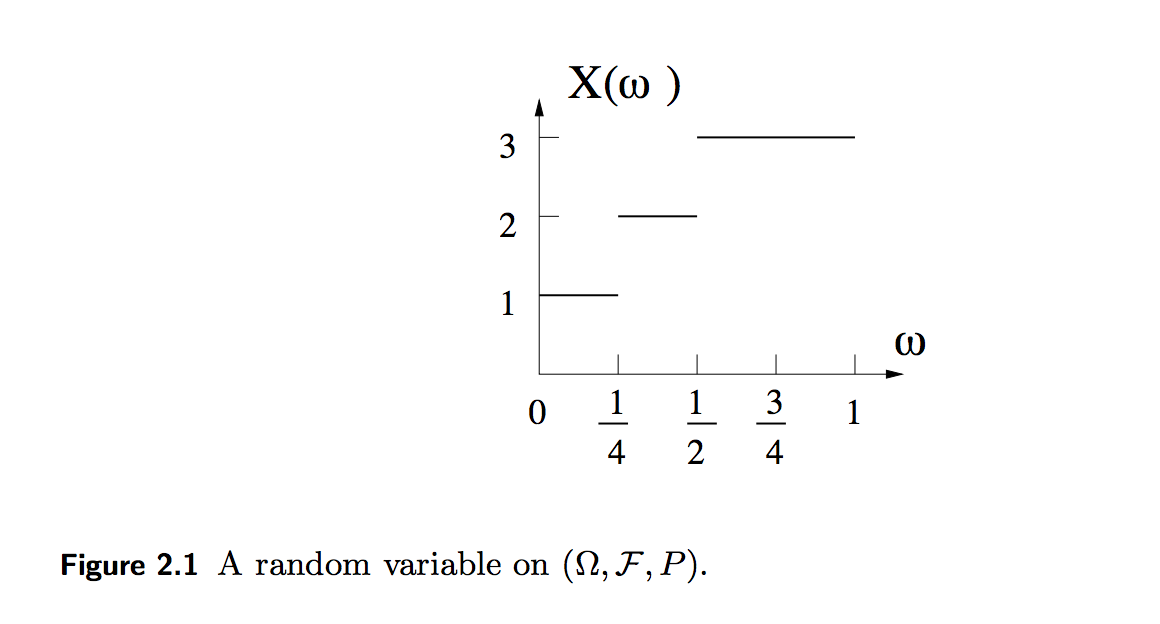 X(ω )
3
2
1
ω
0 1/4 1/2 3/4 1
Figure 2.1 A random variable on (Ω, ℱ, P).